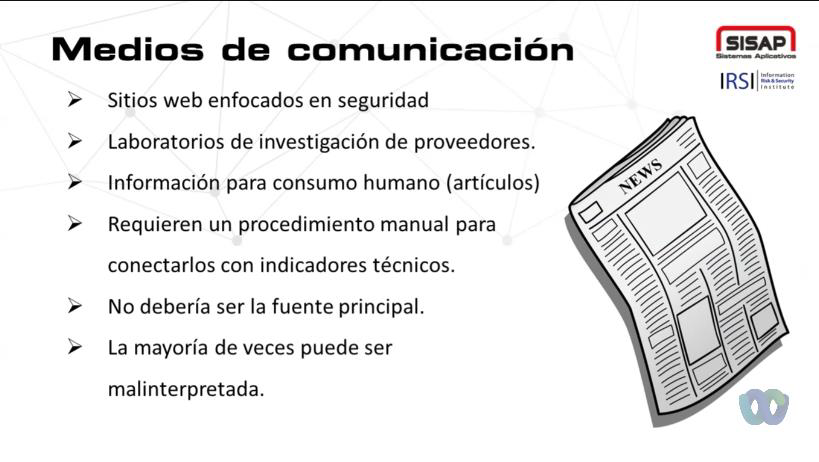 Medios de comunicación
SISAP
Sistemas Aplicativos
IRSI Information
Risk & Security
Institute
Sitios web enfocados en seguridad
Laboratorios de investigación de proveedores.
Información para consumo humano (artículos)
Requieren un procedimiento manual para
conectarlos con indicadores técnicos.
No debería ser la fuente principal.
La mayoría de veces puede ser
malinterpretada.
NEWS